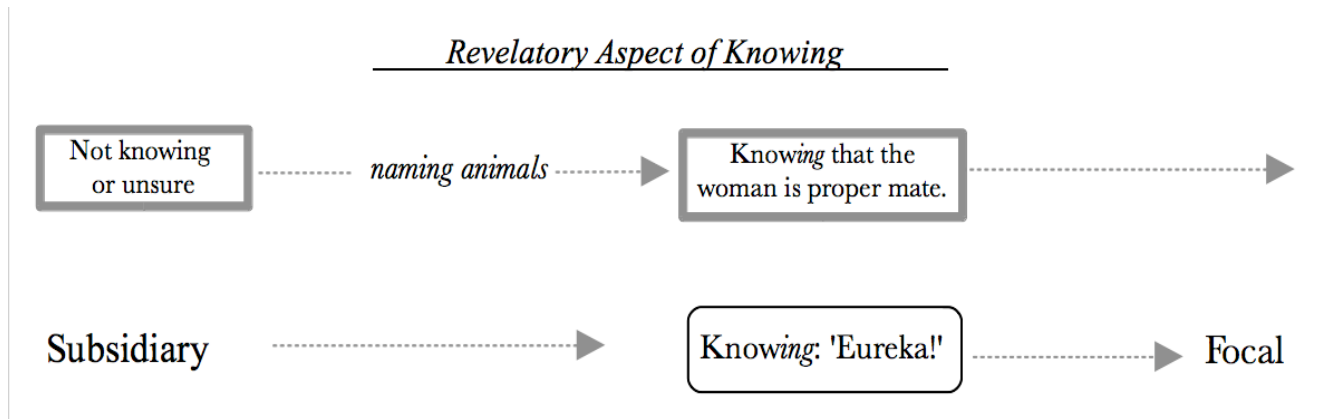 Revelatory Aspect of Knowing
Not knowing
or unsure
naming animals
Knowing that the
woman is proper mate.
Subsidiary
Knowing: 'Eureka!'
Focal